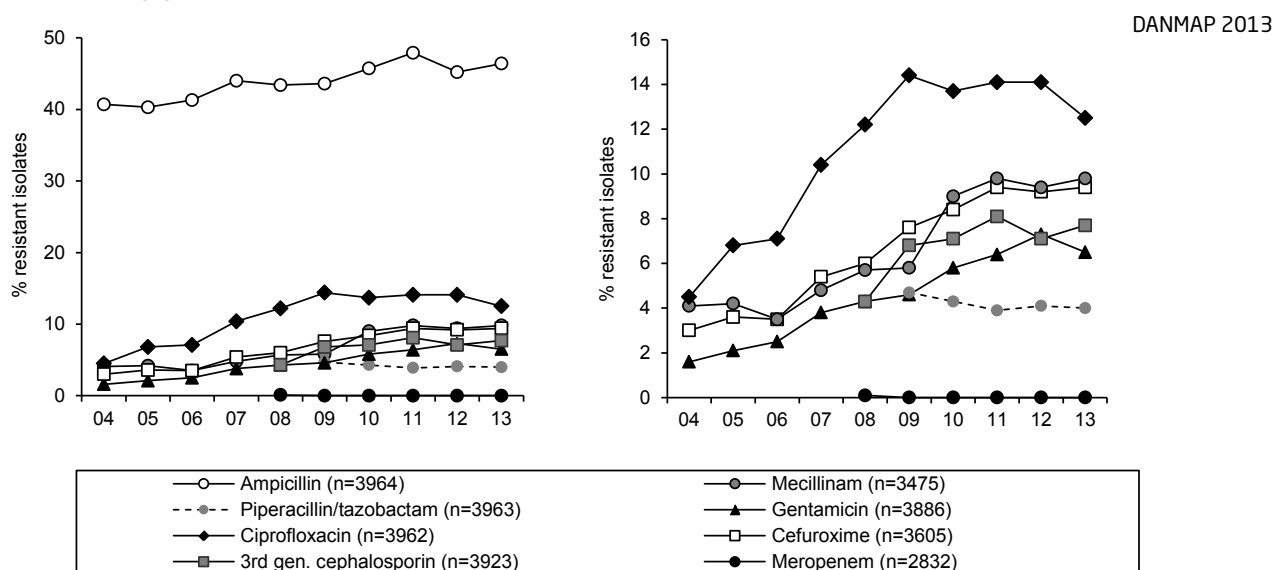 DANMAP 2013
% resistant isolates
50
40
30
20
10
0
04 05 06 07 08 09 10 11 12 13
% resistant isolates
16
14
12
10
8
6
4
2
0
04 05 06 07 08 09 10 11 12 13
Ampicillin (n=3964)
Mecillinam (n=3475)
Piperacillin/tazobactam (n=3963)
Gentamicin (n=3886)
Ciprofloxacin (n=3962)
Cefuroxime (n=3605)
3rd gen. cephalosporin (n=3923)
Meropenem (n=2832)